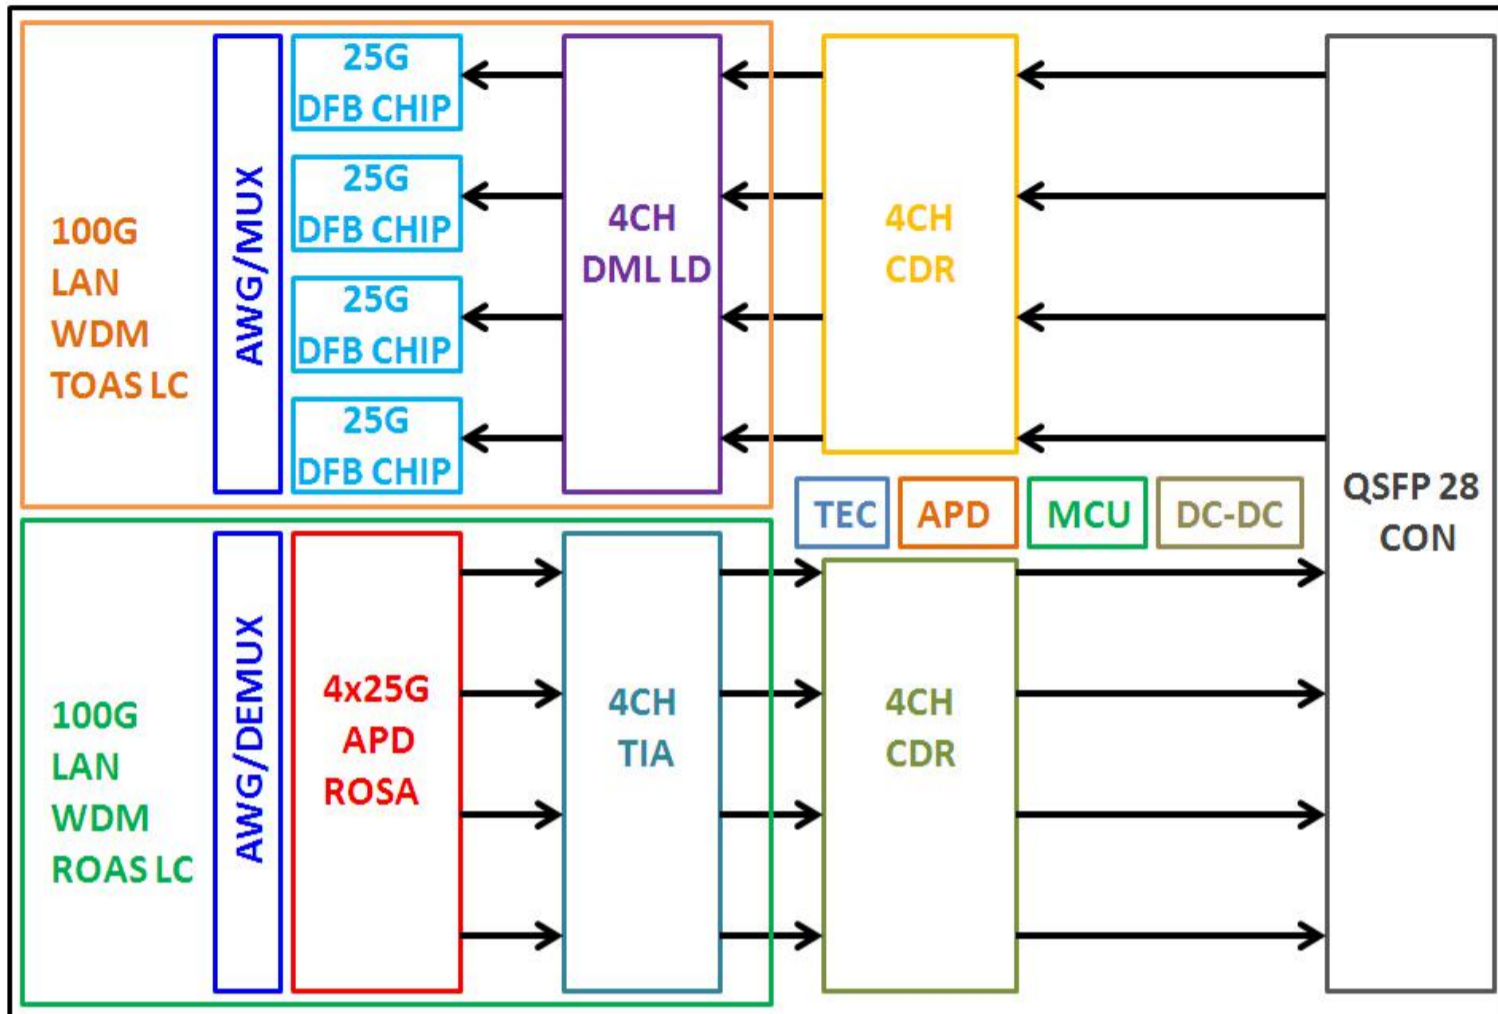 100G
LAN
WDM
TOAS LC
AWG/MUX
25G
DFB CHIP
25G
DFB CHIP
25G
DFB CHIP
25G
DFB CHIP
4CH
DML LD
4CH
CDR
TEC
APD
MCU
DC-DC
QSFP 28
CON
100G
LAN
WDM
ROAS LC
AWG/DEMUX
4x25G
APD
ROSA
4CH
TIA
4CH
CDR